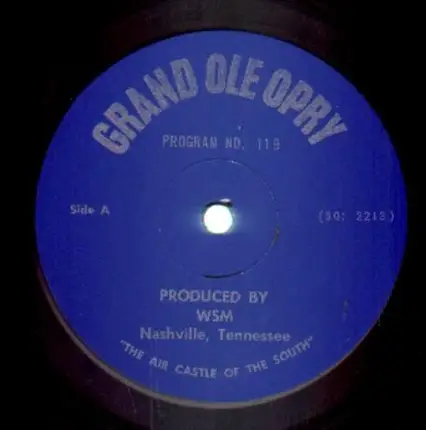 GRAND OLE OPRY
PROGRAM NO. 119
Side A
PRODUCED BY
WSM
Nashville, Tennessee
"THE AIR CASTLE OF THE SOUTH"